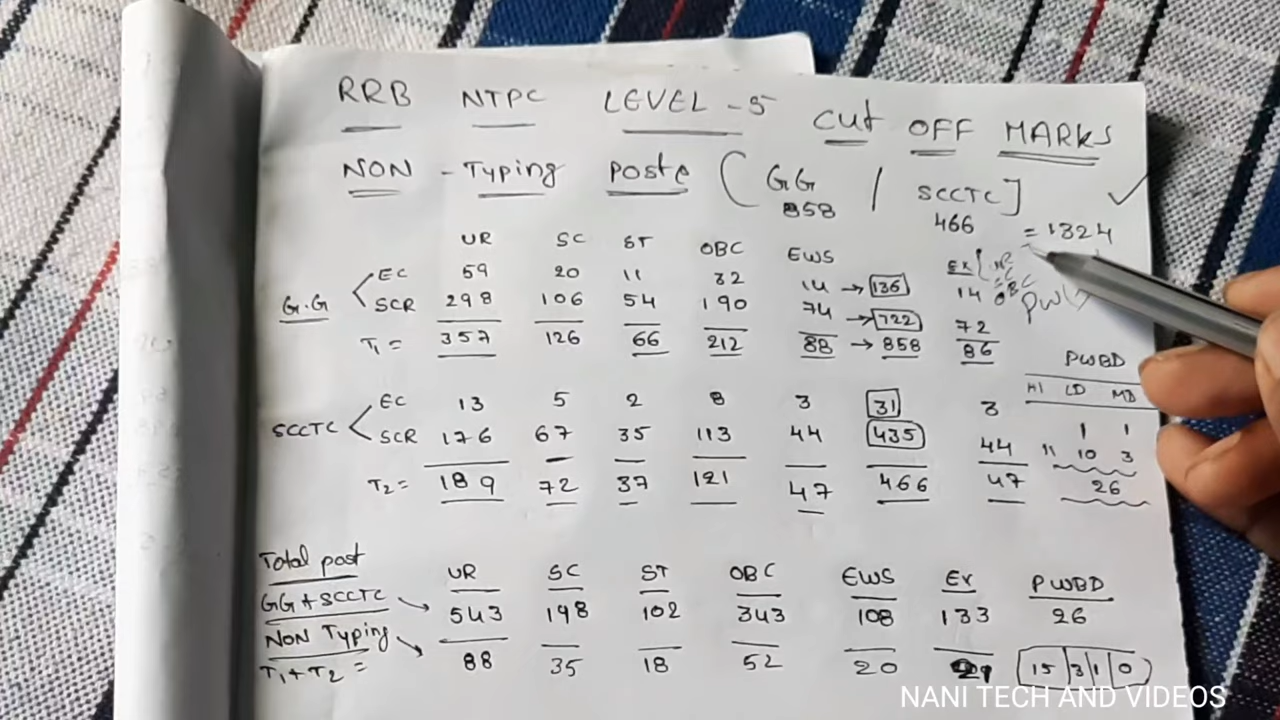 RRB NTPC LEVEL-5 CUT OFF MARKS
NON - Typing Posts ( GG / SCCTC ]
858 466 = 1324
UR SC ST OBC EWS Ex
G.G EC 59 20 11 32 14 → 136 14
SCR 298 106 54 190 74 → 722 72
T1 = 357 126 66 212 88 → 858 86
PWBD
HI LD MD
SCCTC EC 13 5 2 8 3 31 3 1 1
SCR 176 67 35 113 44 435 44 11 10 3
T2 = 189 72 37 121 47 466 47 26
Total post
UR SC ST OBC EWS Ex PWBD
GG+SCCTC → 543 198 102 343 108 133 26
NON Typing
T1+T2 = 88 35 18 52 20 15 3 1 0
NANI TECH AND VIDEOS